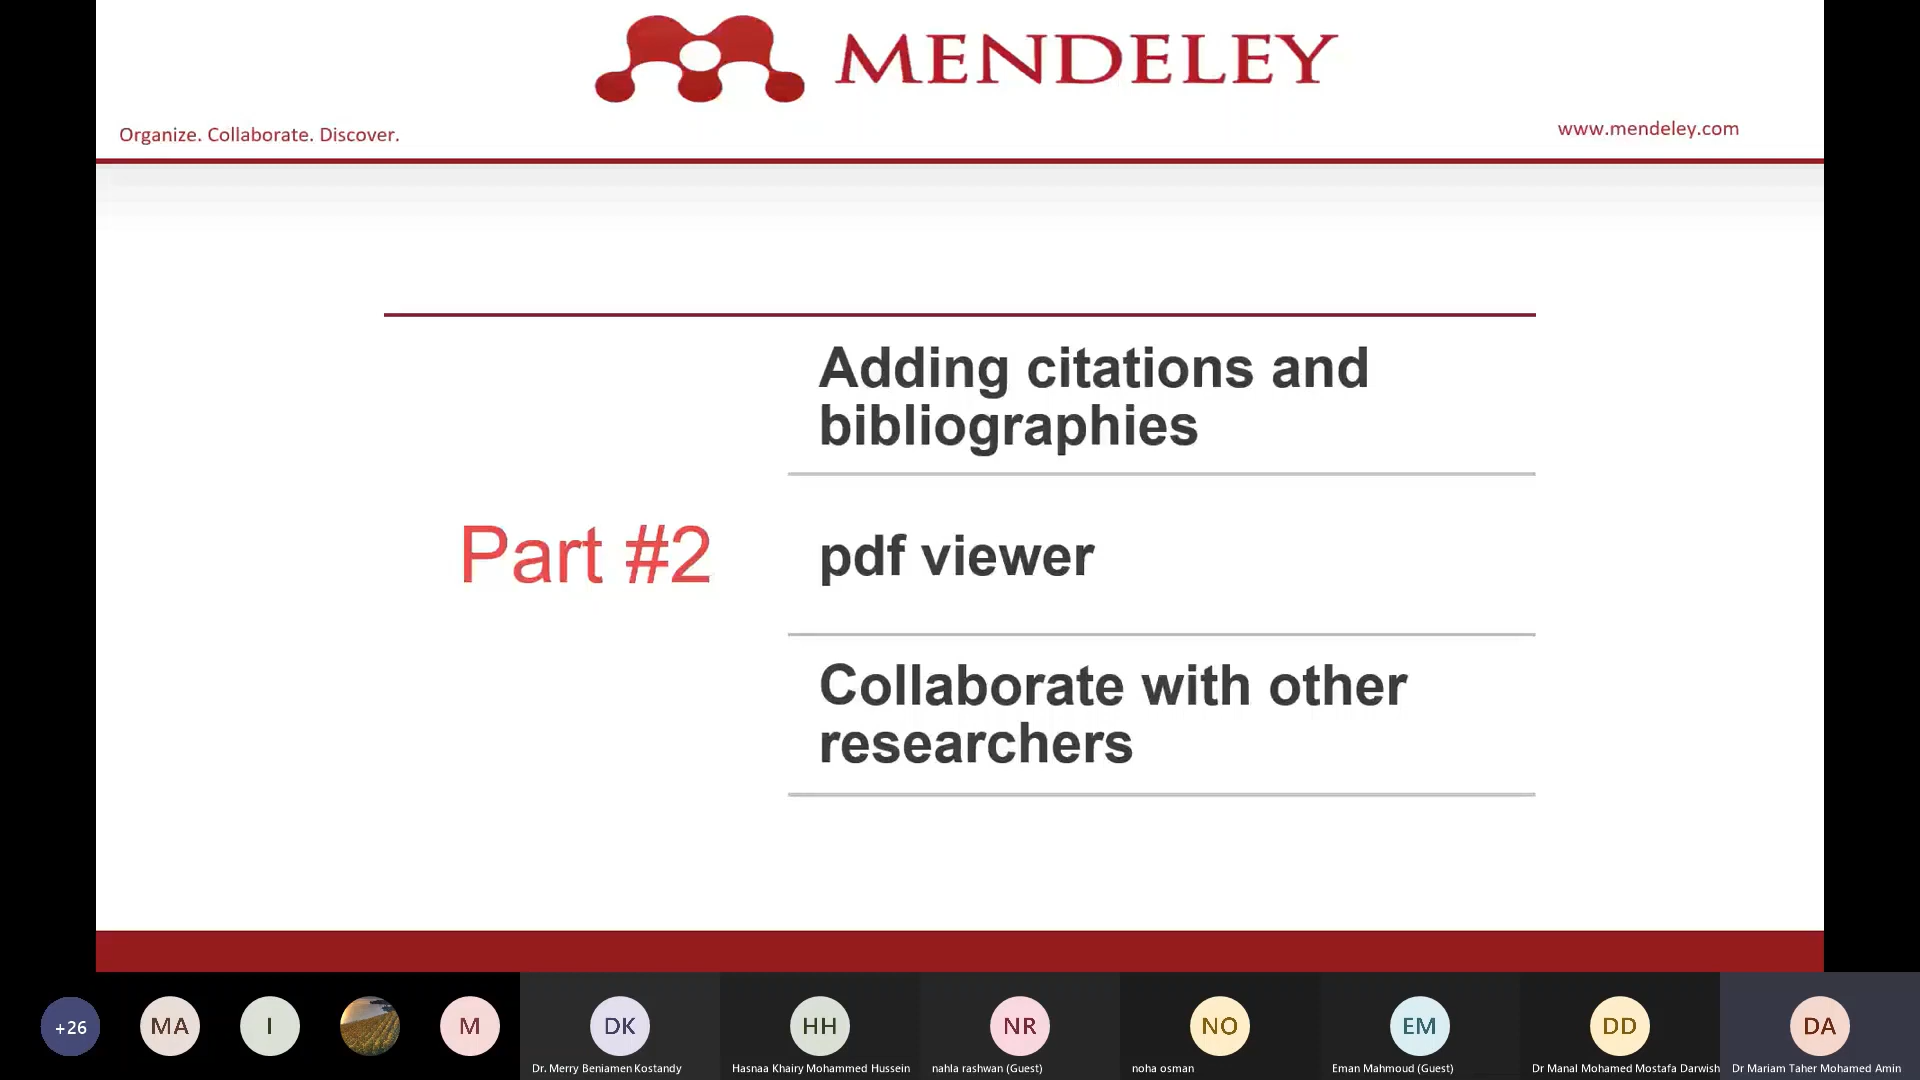 MENDELEY
Organize. Collaborate. Discover.
www.mendeley.com
Part #2
Adding citations and
bibliographies
pdf viewer
Collaborate with other
researchers
+26
MA
I
M
DK
HH
NR
NO
EM
DD
DA
Dr. Merry Beniamen Kostandy
Hasnaa Khairy Mohammed Hussein
nahla rashwan (Guest)
noha osman
Eman Mahmoud (Guest)
Dr Manal Mohamed Mostafa Darwish
Dr Mariam Taher Mohamed Amin